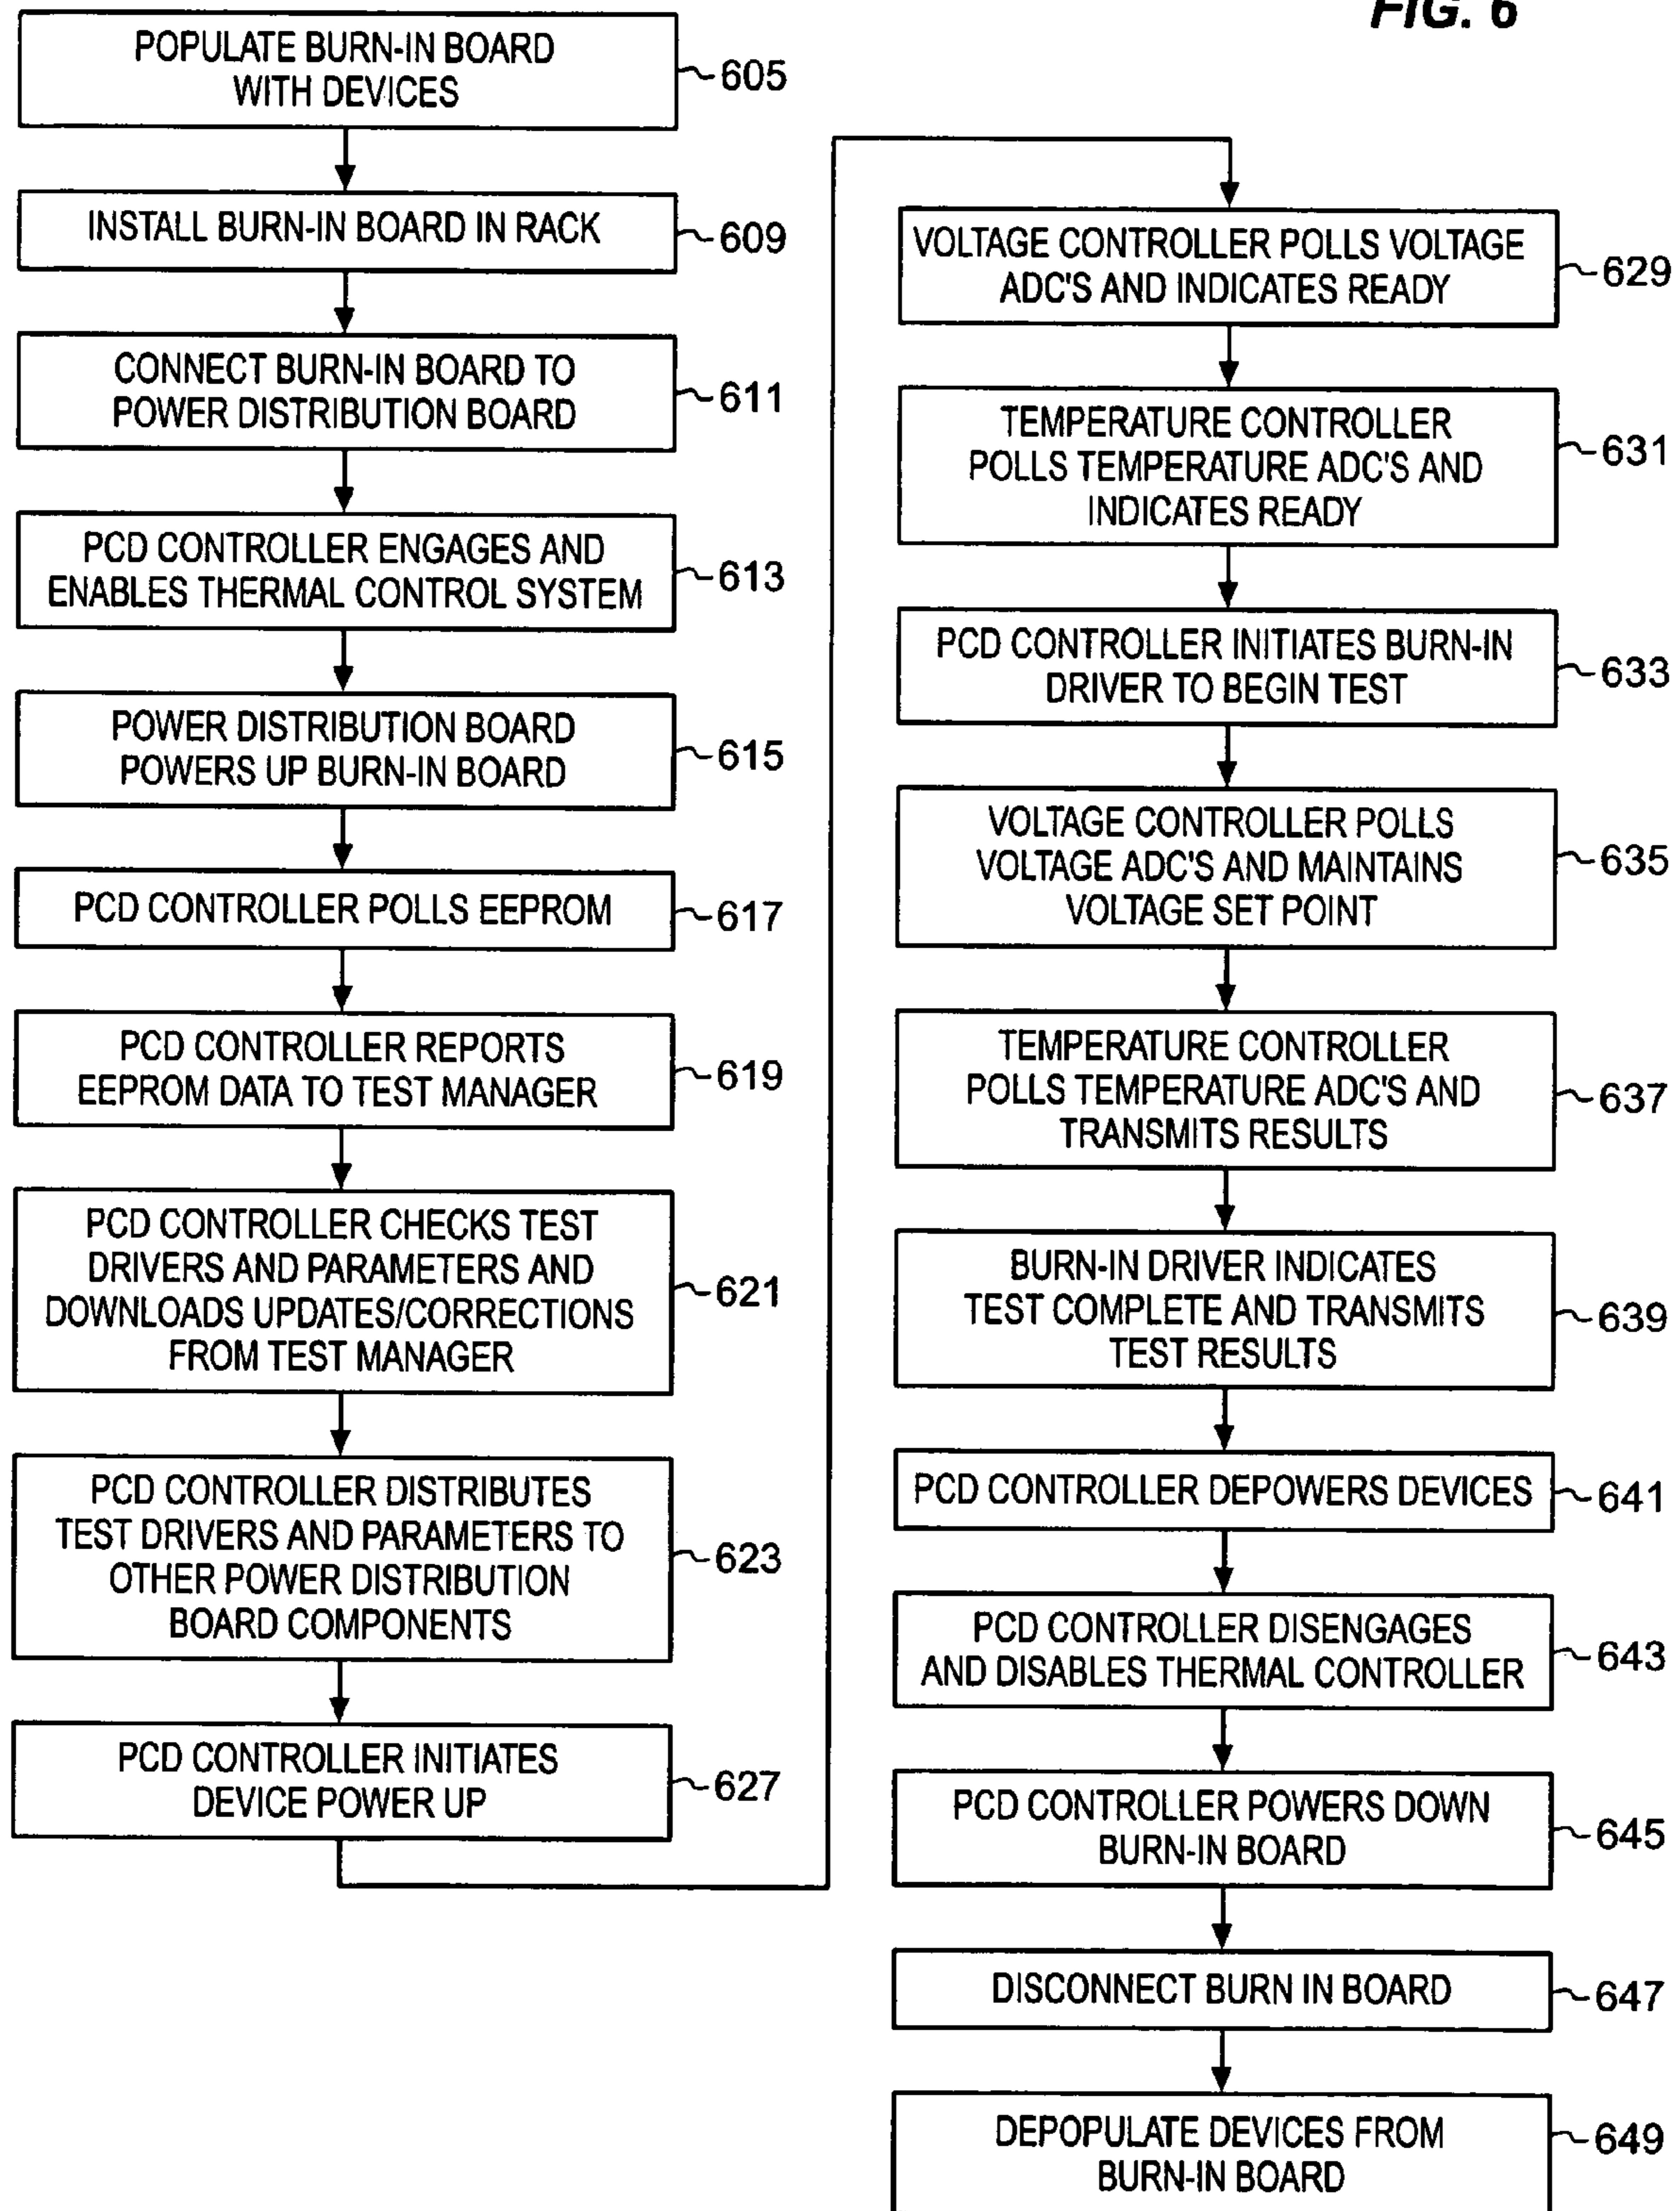 FIG. 6
POPULATE BURN-IN BOARD
WITH DEVICES
605
INSTALL BURN-IN BOARD IN RACK
609
CONNECT BURN-IN BOARD TO
POWER DISTRIBUTION BOARD
611
PCD CONTROLLER ENGAGES AND
ENABLES THERMAL CONTROL SYSTEM
613
POWER DISTRIBUTION BOARD
POWERS UP BURN-IN BOARD
615
PCD CONTROLLER POLLS EEPROM
617
PCD CONTROLLER REPORTS
EEPROM DATA TO TEST MANAGER
619
PCD CONTROLLER CHECKS TEST
DRIVERS AND PARAMETERS AND
DOWNLOADS UPDATES/CORRECTIONS
FROM TEST MANAGER
621
PCD CONTROLLER DISTRIBUTES
TEST DRIVERS AND PARAMETERS TO
OTHER POWER DISTRIBUTION
BOARD COMPONENTS
623
PCD CONTROLLER INITIATES
DEVICE POWER UP
627
VOLTAGE CONTROLLER POLLS VOLTAGE
ADC'S AND INDICATES READY
629
TEMPERATURE CONTROLLER
POLLS TEMPERATURE ADC'S AND
INDICATES READY
631
PCD CONTROLLER INITIATES BURN-IN
DRIVER TO BEGIN TEST
633
VOLTAGE CONTROLLER POLLS
VOLTAGE ADC'S AND MAINTAINS
VOLTAGE SET POINT
635
TEMPERATURE CONTROLLER
POLLS TEMPERATURE ADC'S AND
TRANSMITS RESULTS
637
BURN-IN DRIVER INDICATES
TEST COMPLETE AND TRANSMITS
TEST RESULTS
639
PCD CONTROLLER DEPOWERS DEVICES
641
PCD CONTROLLER DISENGAGES
AND DISABLES THERMAL CONTROLLER
643
PCD CONTROLLER POWERS DOWN
BURN-IN BOARD
645
DISCONNECT BURN IN BOARD
647
DEPOPULATE DEVICES FROM
BURN-IN BOARD
649